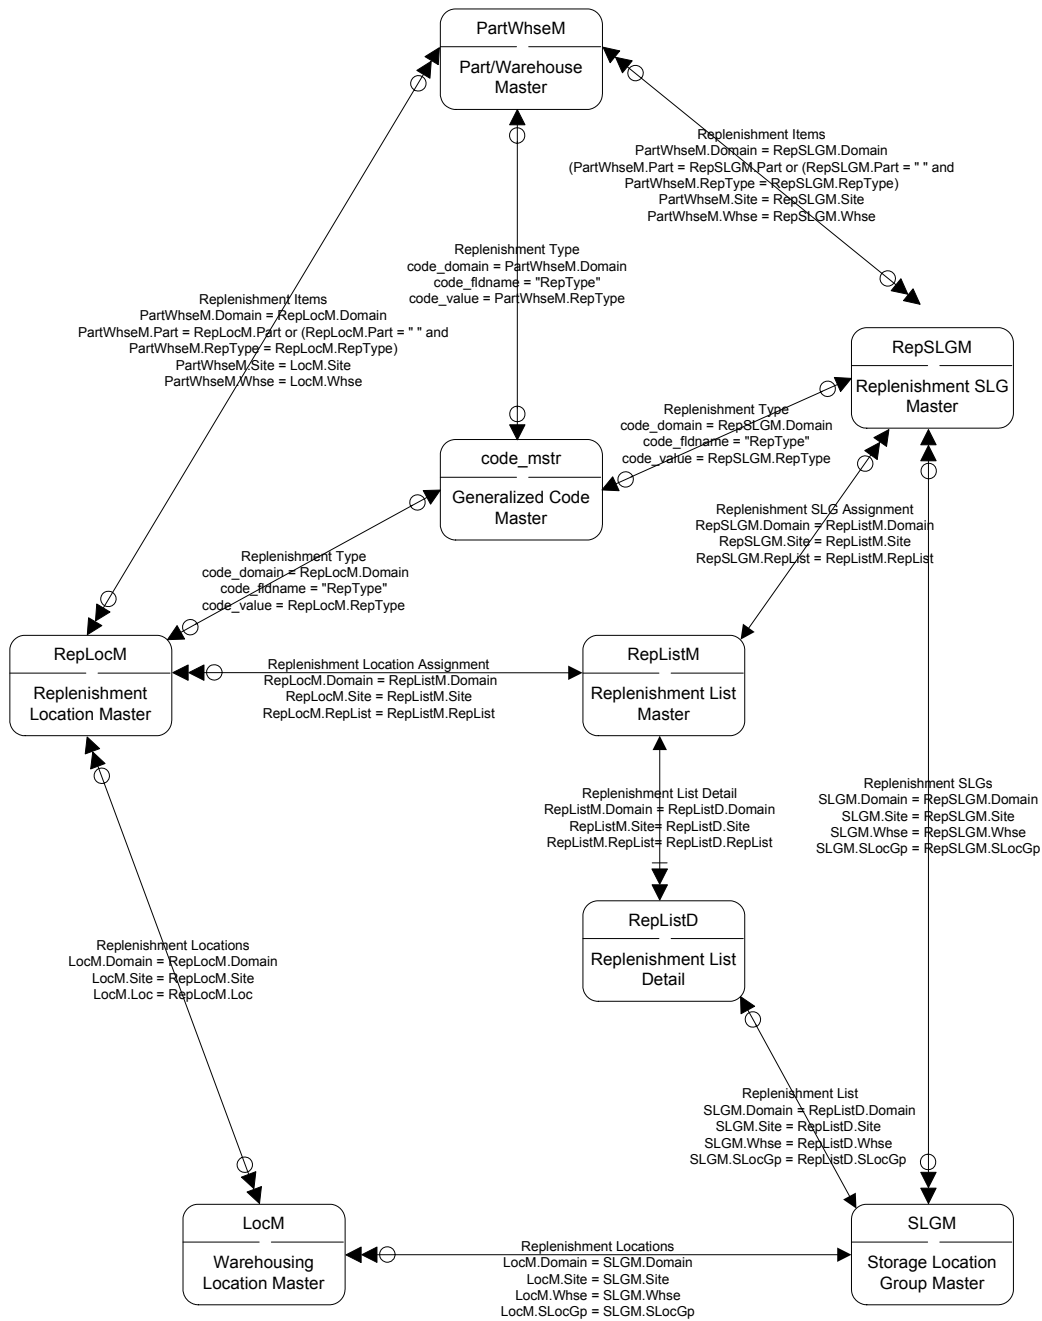 PartWhseM
Part/Warehouse
Master
Replenishment Items
PartWhseM.Domain = RepSLGM.Domain
(PartWhseM.Part = RepSLGM.Part or (RepSLGM.Part = " " and
PartWhseM.RepType = RepSLGM.RepType)
PartWhseM.Site = RepSLGM.Site
PartWhseM.Whse = RepSLGM.Whse
Replenishment Type
code_domain = PartWhseM.Domain
code_fldname = "RepType"
code_value = PartWhseM.RepType
Replenishment Items
PartWhseM.Domain = RepLocM.Domain
PartWhseM.Part = RepLocM.Part or (RepLocM.Part = " " and
PartWhseM.RepType = RepLocM.RepType)
PartWhseM.Site = LocM.Site
PartWhseM.Whse = LocM.Whse
RepSLGM
Replenishment SLG
Master
Replenishment Type
code_domain = RepSLGM.Domain
code_fldname = "RepType"
code_value = RepSLGM.RepType
code_mstr
Generalized Code
Master
Replenishment SLG Assignment
RepSLGM.Domain = RepListM.Domain
RepSLGM.Site = RepListM.Site
RepSLGM.RepList = RepListM.RepList
Replenishment Type
code_domain = RepLocM.Domain
code_fldname = "RepType"
code_value = RepLocM.RepType
RepLocM
Replenishment
Location Master
Replenishment Location Assignment
RepLocM.Domain = RepListM.Domain
RepLocM.Site = RepListM.Site
RepLocM.RepList = RepListM.RepList
RepListM
Replenishment List
Master
Replenishment List Detail
RepListM.Domain = RepListD.Domain
RepListM.Site= RepListD.Site
RepListM.RepList= RepListD.RepList
Replenishment SLGs
SLGM.Domain = RepSLGM.Domain
SLGM.Site = RepSLGM.Site
SLGM.Whse = RepSLGM.Whse
SLGM.SLocGp = RepSLGM.SLocGp
RepListD
Replenishment List
Detail
Replenishment Locations
LocM.Domain = RepLocM.Domain
LocM.Site = RepLocM.Site
LocM.Loc = RepLocM.Loc
Replenishment List
SLGM.Domain = RepListD.Domain
SLGM.Site = RepListD.Site
SLGM.Whse = RepListD.Whse
SLGM.SLocGp = RepListD.SLocGp
LocM
Warehousing
Location Master
Replenishment Locations
LocM.Domain = SLGM.Domain
LocM.Site = SLGM.Site
LocM.Whse = SLGM.Whse
LocM.SLocGp = SLGM.SLocGp
SLGM
Storage Location
Group Master